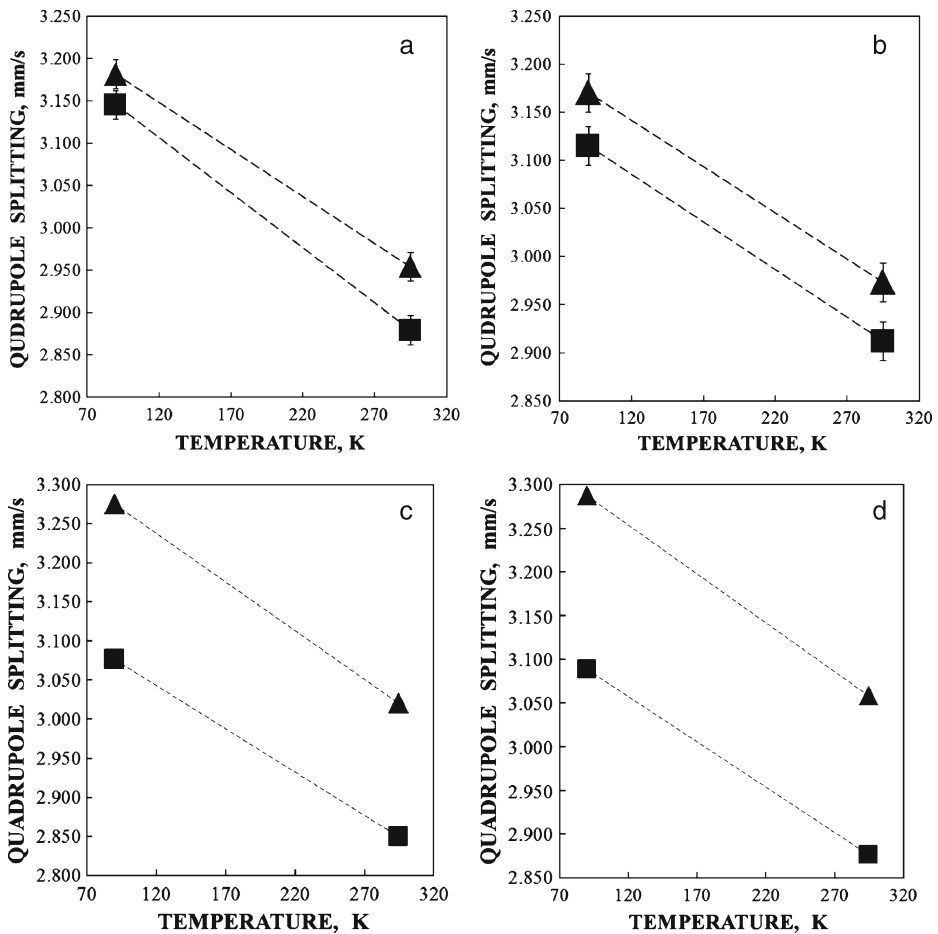 3.250
3.200
3.150
3.100
3.050
3.000
2.950
2.900
2.850
2.800
QUDRUPOLE SPLITTING, mm/s
a
70 120 170 220 270 320
TEMPERATURE, K
3.250
3.200
3.150
3.100
3.050
3.000
2.950
2.900
2.850
QUDRUPOLE SPLITTING, mm/s
b
70 120 170 220 270 320
TEMPERATURE, K
3.300
3.250
3.200
3.150
3.100
3.050
3.000
2.950
2.900
2.850
2.800
QUADRUPOLE SPLITTING, mm/s
c
70 120 170 220 270 320
TEMPERATURE, K
3.300
3.250
3.200
3.150
3.100
3.050
3.000
2.950
2.900
2.850
QUADRUPOLE SPLITTING, mm/s
d
70 120 170 220 270 320
TEMPERATURE, K